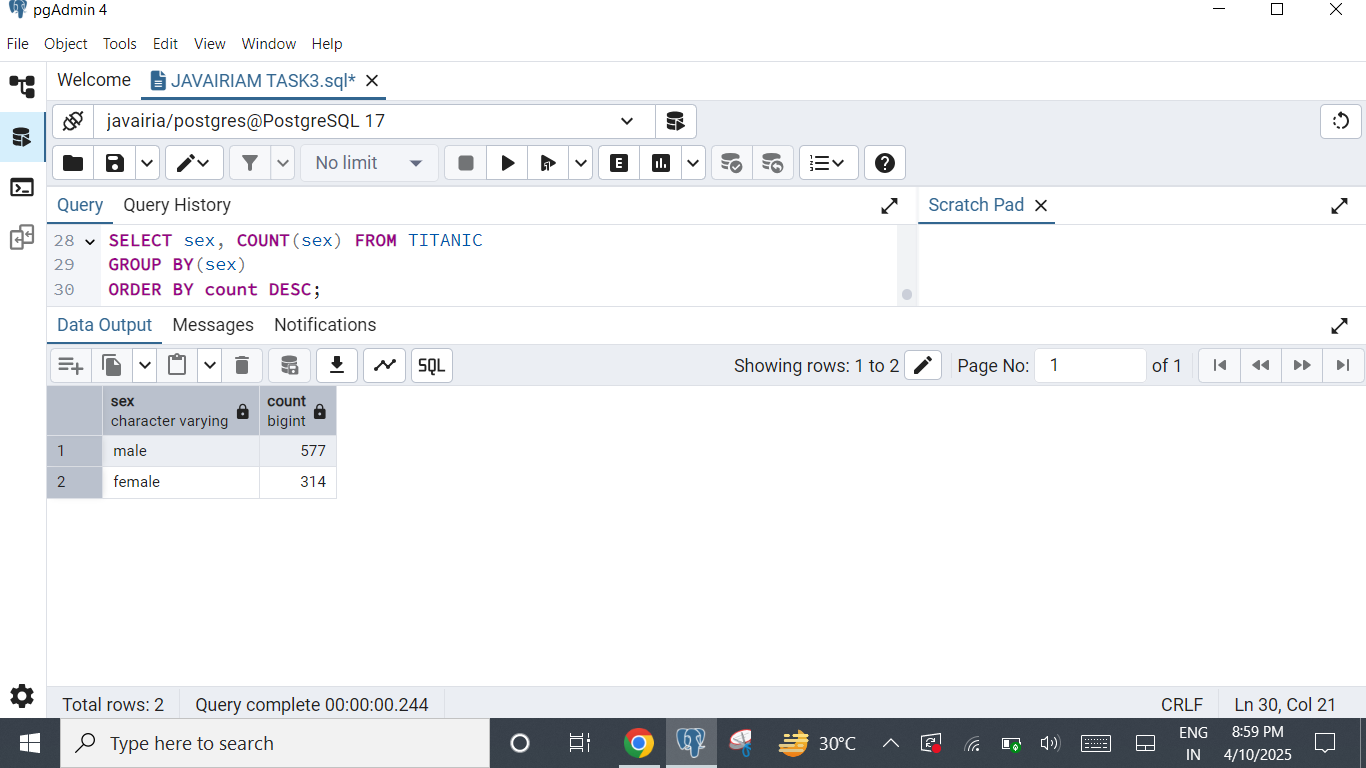 pgAdmin 4
File Object Tools Edit View Window Help
Welcome JAVAIRIAM TASK3.sql*
javairia/postgres@PostgreSQL 17
No limit
E
Query Query History
Scratch Pad
28 SELECT sex, COUNT(sex) FROM TITANIC
29 GROUP BY(sex)
30 ORDER BY count DESC;
Data Output Messages Notifications
SQL Showing rows: 1 to 2 Page No: 1 of 1
sex count
character varying bigint
1 male 577
2 female 314
Total rows: 2 Query complete 00:00:00.244 CRLF Ln 30, Col 21
Type here to search
30°C
ENG 8:59 PM
IN 4/10/2025